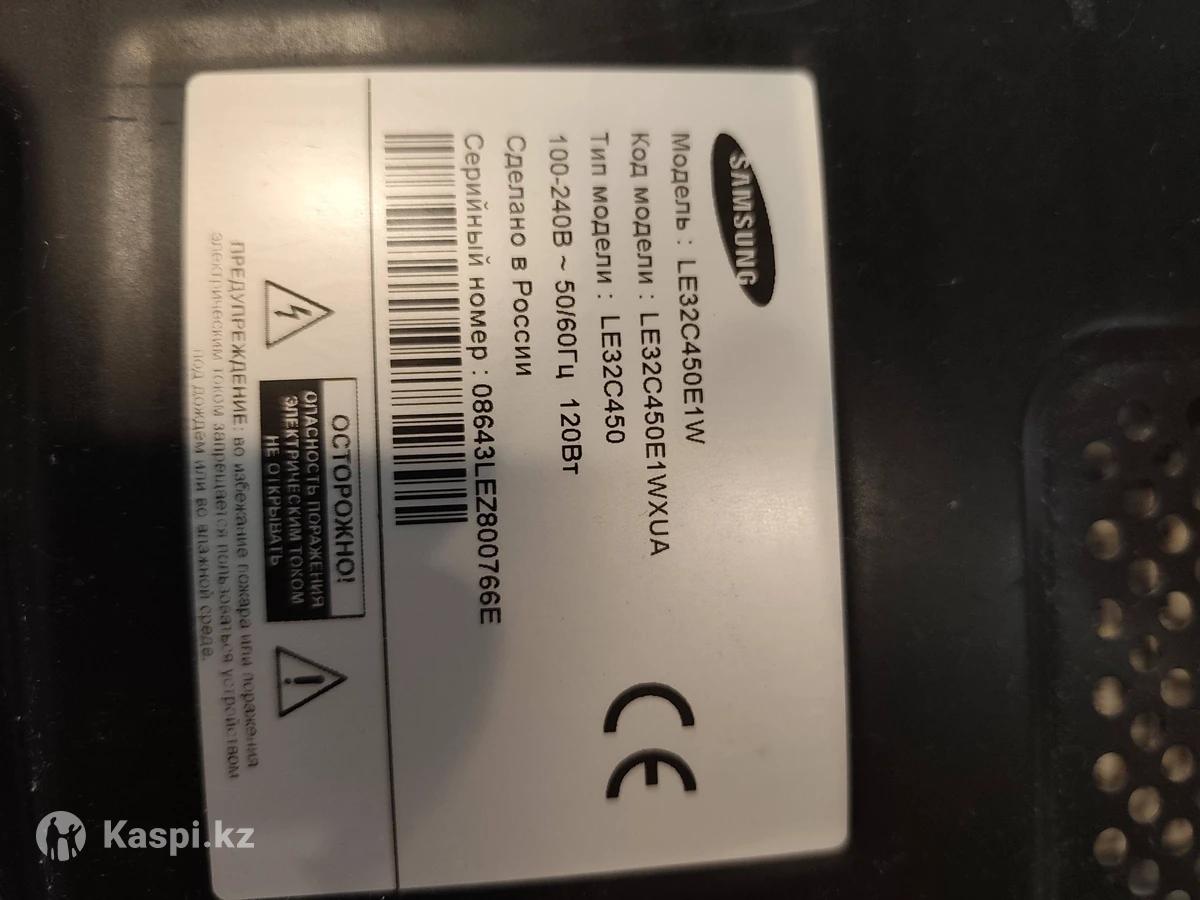 SAMSUNG
Модель : LE32C450E1W
Код модели : LE32C450E1WXUA
Тип модели : LE32C450
100-240В ~ 50/60Гц 120Вт
Сделано в России
Серийный номер : 08643LEZ800766E
CE
ОСТОРОЖНО!
ОПАСНОСТЬ ПОРАЖЕНИЯ
ЭЛЕКТРИЧЕСКИМ ТОКОМ
НЕ ОТКРЫВАТЬ
ПРЕДУПРЕЖДЕНИЕ: во избежание пожара или поражения
электрическим током запрещается пользоваться устройством
под дождем или во влажной среде.
Kaspi.kz